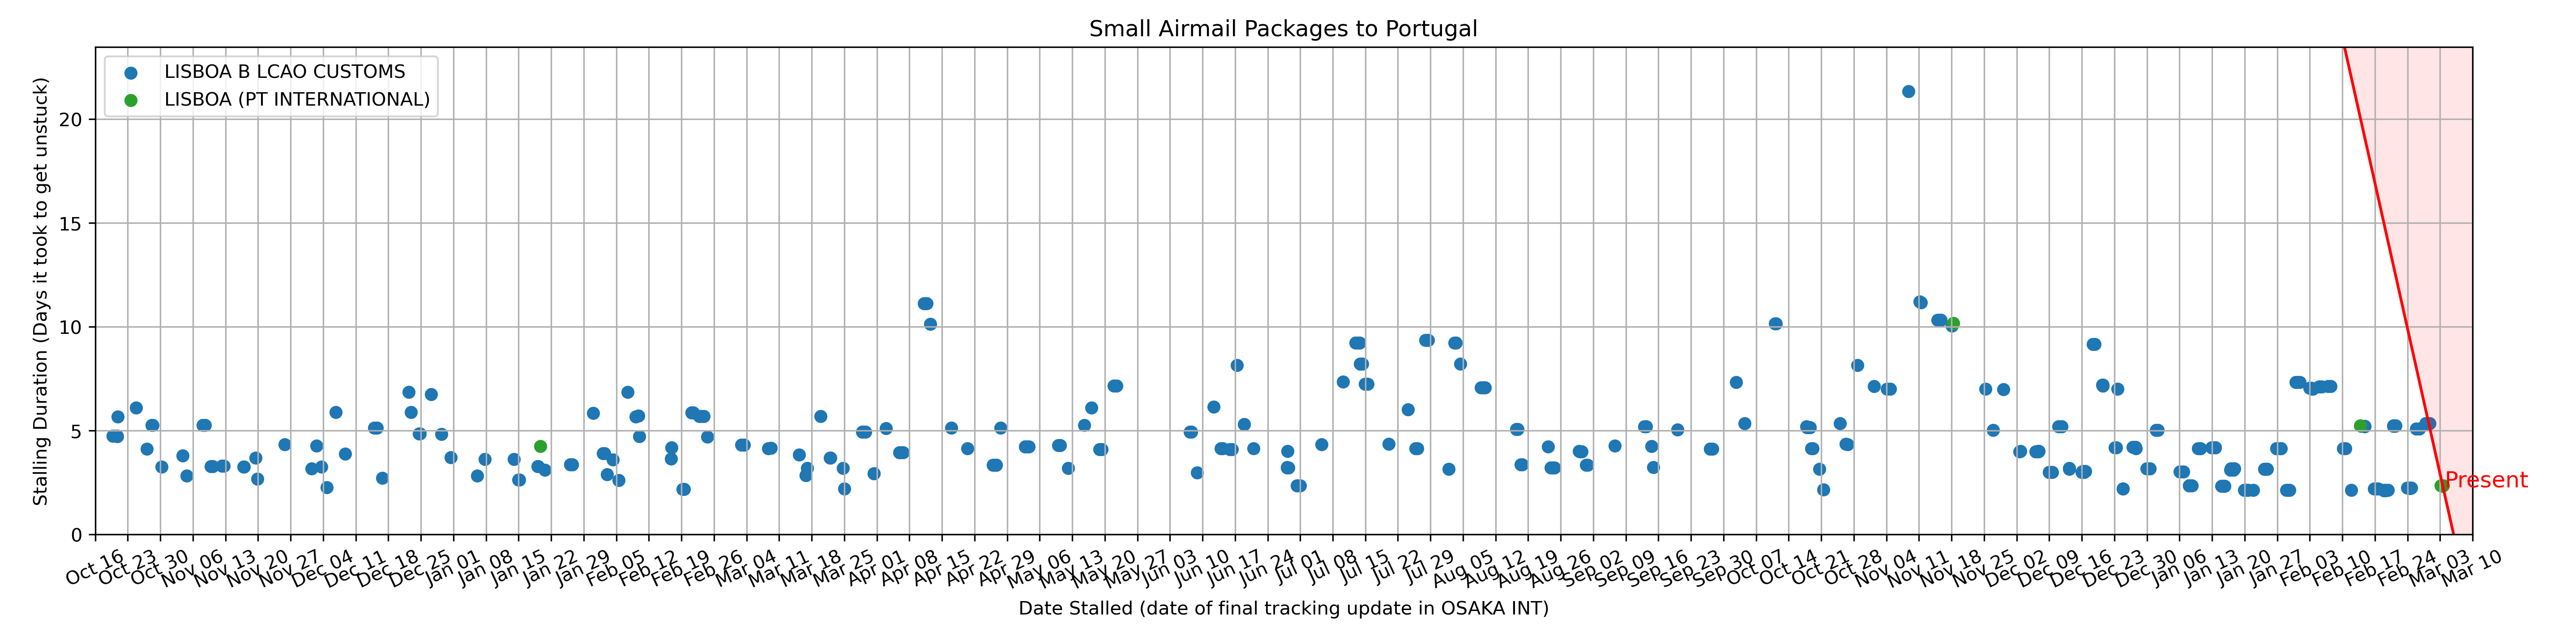 Small Airmail Packages to Portugal
LISBOA B LCAO CUSTOMS
LISBOA (PT INTERNATIONAL)
Stalling Duration (Days it took to get unstuck)
20
15
10
5
0
Present
Oct 16
Oct 23
Oct 30
Nov 06
Nov 13
Nov 20
Nov 27
Dec 04
Dec 11
Dec 18
Dec 25
Jan 01
Jan 08
Jan 15
Jan 22
Jan 29
Feb 05
Feb 12
Feb 19
Feb 26
Mar 04
Mar 11
Mar 18
Mar 25
Apr 01
Apr 08
Apr 15
Apr 22
Apr 29
May 06
May 13
May 20
May 27
Jun 03
Jun 10
Jun 17
Jun 24
Jul 01
Jul 08
Jul 15
Jul 22
Jul 29
Aug 05
Aug 12
Aug 19
Aug 26
Sep 02
Sep 09
Sep 16
Sep 23
Sep 30
Oct 07
Oct 14
Oct 21
Oct 28
Nov 04
Nov 11
Nov 18
Nov 25
Dec 02
Dec 09
Dec 16
Dec 23
Dec 30
Jan 06
Jan 13
Jan 20
Jan 27
Feb 03
Feb 10
Feb 17
Feb 24
Mar 03
Mar 10
Date Stalled (date of final tracking update in OSAKA INT)